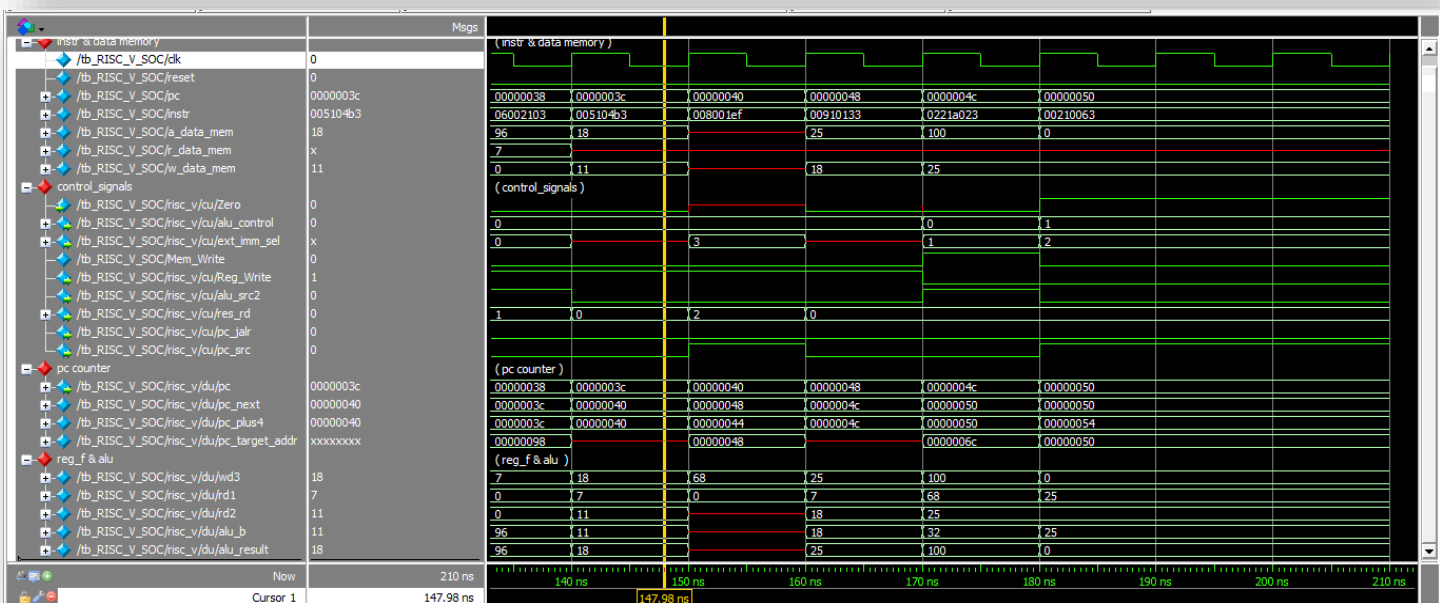 Msgs
instr & data memory ( instr & data memory )
/tb_RISC_V_SOC/clk 0
/tb_RISC_V_SOC/reset 0
/tb_RISC_V_SOC/pc 0000003c 00000038 0000003c 00000040 00000048 0000004c 00000050
/tb_RISC_V_SOC/instr 005104b3 06002103 005104b3 008001ef 00910133 0221a023 00210063
/tb_RISC_V_SOC/a_data_mem 18 96 18 25 100 0
/tb_RISC_V_SOC/r_data_mem x 7
/tb_RISC_V_SOC/w_data_mem 11 0 11 18 25
control_signals ( control_signals )
/tb_RISC_V_SOC/risc_v/cu/Zero 0
/tb_RISC_V_SOC/risc_v/cu/alu_control 0 0 0 1
/tb_RISC_V_SOC/risc_v/cu/ext_imm_sel x 0 3 1 2
/tb_RISC_V_SOC/Mem_Write 0
/tb_RISC_V_SOC/risc_v/cu/Reg_Write 1
/tb_RISC_V_SOC/risc_v/cu/alu_src2 0
/tb_RISC_V_SOC/risc_v/cu/res_rd 0 1 0 2 0
/tb_RISC_V_SOC/risc_v/cu/pc_jalr 0
/tb_RISC_V_SOC/risc_v/cu/pc_src 0
pc counter ( pc counter )
/tb_RISC_V_SOC/risc_v/du/pc 0000003c 00000038 0000003c 00000040 00000048 0000004c 00000050
/tb_RISC_V_SOC/risc_v/du/pc_next 00000040 0000003c 00000040 00000048 0000004c 00000050 00000050
/tb_RISC_V_SOC/risc_v/du/pc_plus4 00000040 0000003c 00000040 00000044 0000004c 00000050 00000054
/tb_RISC_V_SOC/risc_v/du/pc_target_addr xxxxxxxx 00000098 00000048 0000006c 00000050
reg_f & alu ( reg_f & alu )
/tb_RISC_V_SOC/risc_v/du/wd3 18 7 18 68 25 100 0
/tb_RISC_V_SOC/risc_v/du/rd1 7 0 7 0 7 68 25
/tb_RISC_V_SOC/risc_v/du/rd2 11 0 11 18 25
/tb_RISC_V_SOC/risc_v/du/alu_b 11 96 11 18 32 25
/tb_RISC_V_SOC/risc_v/du/alu_result 18 96 18 25 100 0
Now 210 ns 140 ns 150 ns 160 ns 170 ns 180 ns 190 ns 200 ns 210 ns
Cursor 1 147.98 ns 147.98 ns